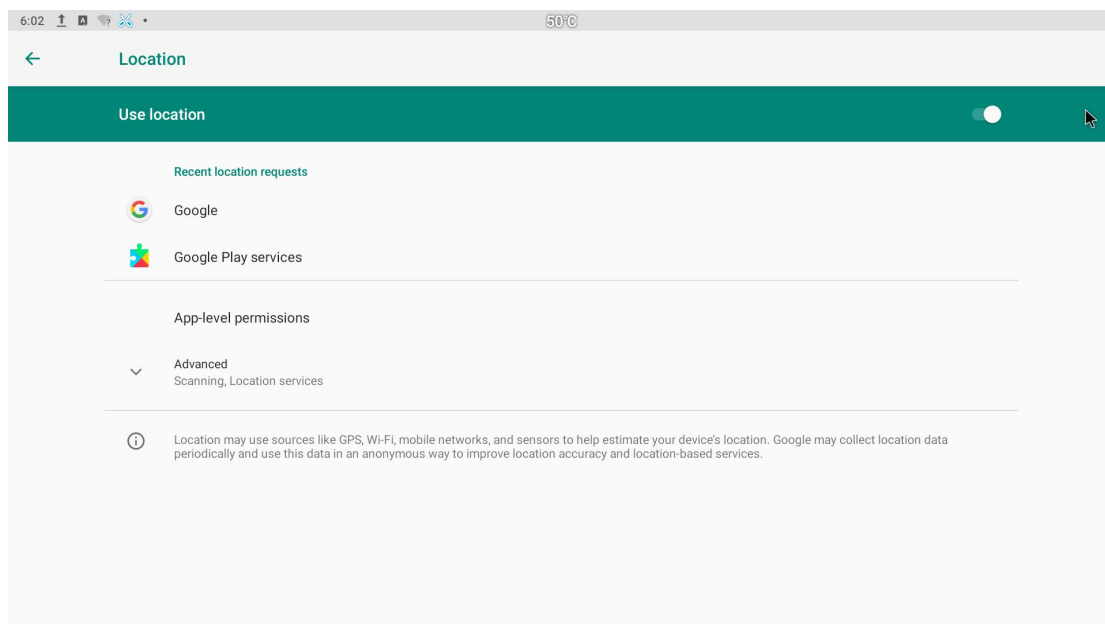 6:02 50°C
Location
Use location
Recent location requests
Google
Google Play services
App-level permissions
Advanced
Scanning, Location services
Location may use sources like GPS, Wi-Fi, mobile networks, and sensors to help estimate your device's location. Google may collect location data
periodically and use this data in an anonymous way to improve location accuracy and location-based services.